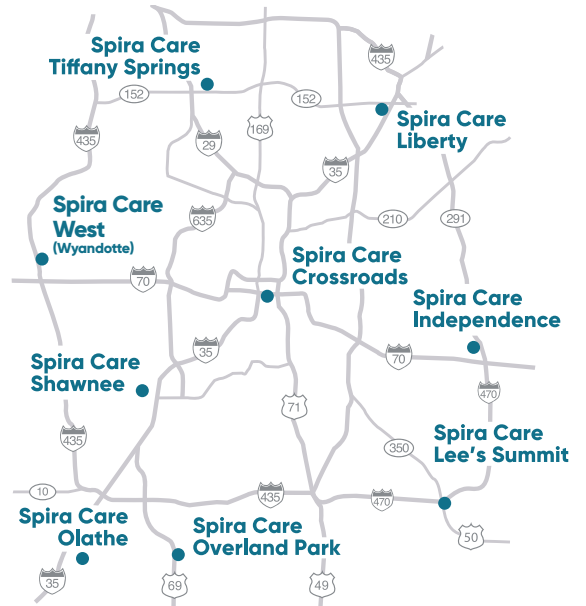 Spira Care
Tiffany Springs
435
152
152
Spira Care
Liberty
169
435
29
35
Spira Care
West
(Wyandotte)
635
210
291
Spira Care
Crossroads
70
Spira Care
Independence
35
70
Spira Care
Shawnee
470
71
435
350
Spira Care
Lee's Summit
10
435
470
Spira Care
Olathe
Spira Care
Overland Park
50
35
69
49